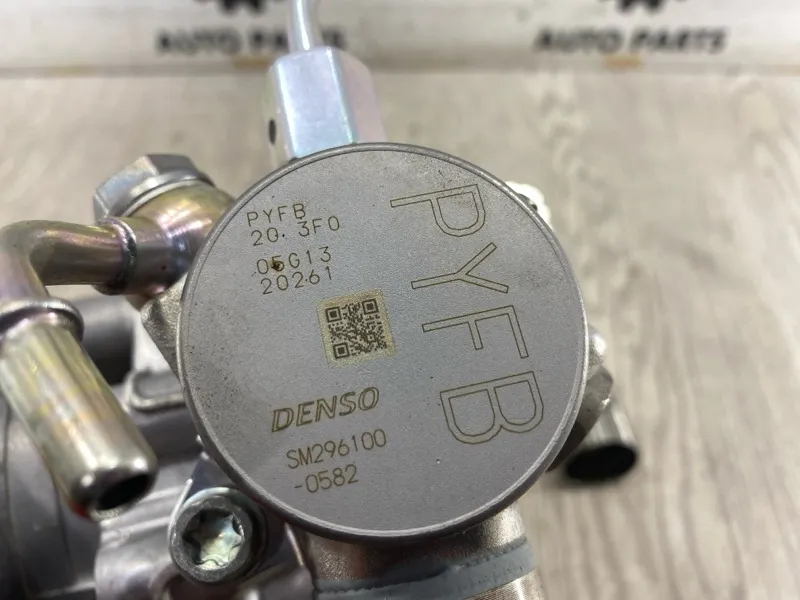 AUTO PARTS
AUTO PARTS
PYFB
20.3F0
05G13
20261
PYFB
DENSO
SM296100
-0582